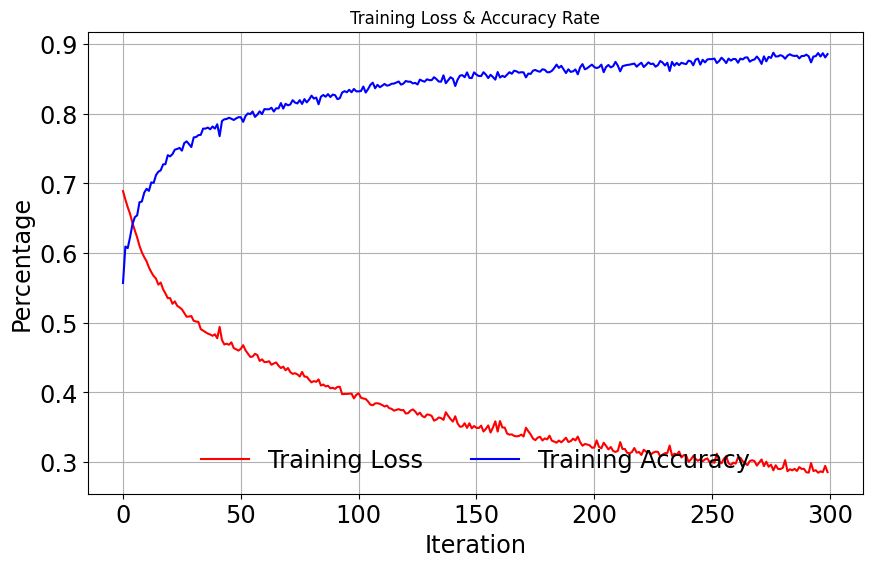 Training Loss & Accuracy Rate
0.9
0.8
0.7
0.6
0.5
0.4
0.3
Percentage
Training Loss
Training Accuracy
0 50 100 150 200 250 300
Iteration